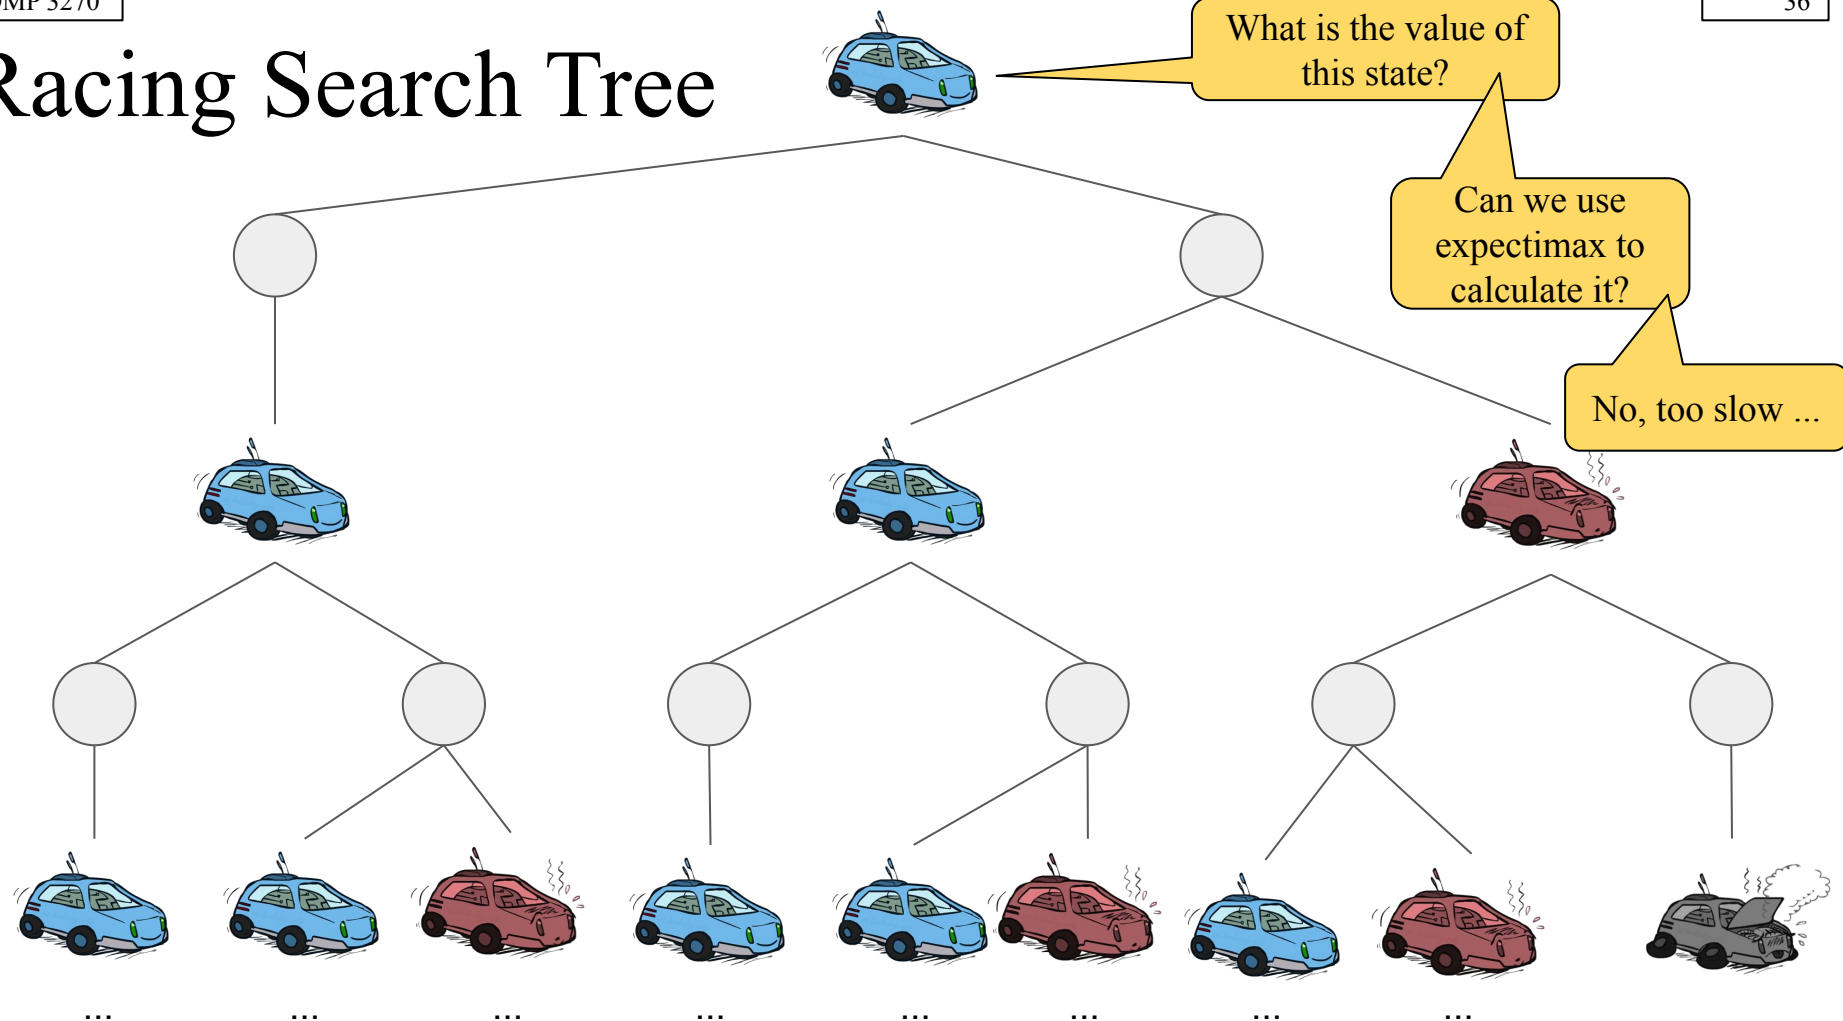 36
Racing Search Tree
What is the value of
this state?
Can we use
expectimax to
calculate it?
No, too slow ...
... ... ... ... ... ... ... ...